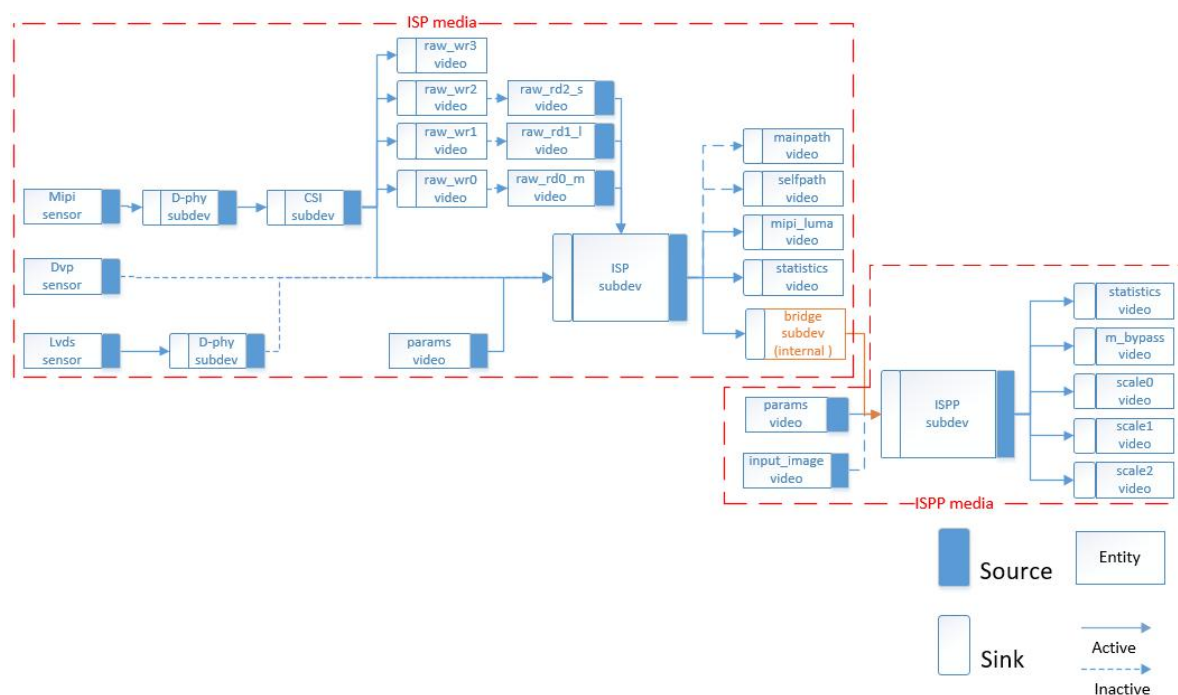 ISP media
raw_wr3
video
raw_wr2
video
raw_rd2_s
video
raw_wr1
video
raw_rd1_l
video
raw_wr0
video
raw_rd0_m
video
Mipi
sensor
D-phy
subdev
CSI
subdev
Dvp
sensor
Lvds
sensor
D-phy
subdev
params
video
ISP
subdev
mainpath
video
selfpath
video
mipi_luma
video
statistics
video
bridge
subdev
(internal )
params
video
input_image
video
ISPP
subdev
statistics
video
m_bypass
video
scale0
video
scale1
video
scale2
video
ISPP media
Source
Entity
Sink
Active
Inactive